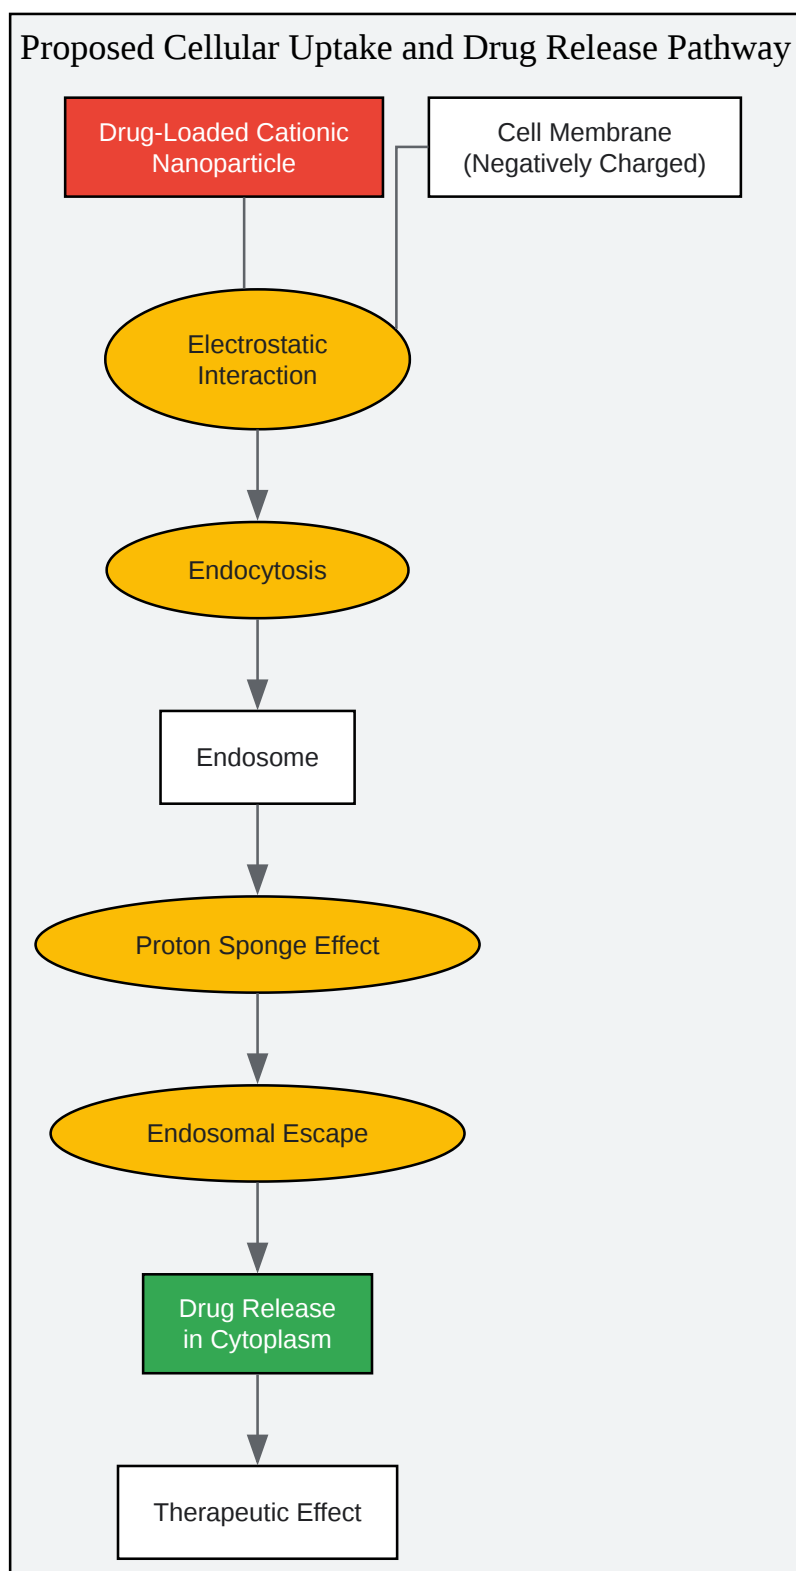 Proposed Cellular Uptake and Drug Release Pathway
Drug-Loaded Cationic
Nanoparticle
Cell Membrane
(Negatively Charged)
Electrostatic
Interaction
Endocytosis
Endosome
Proton Sponge Effect
Endosomal Escape
Drug Release
in Cytoplasm
Therapeutic Effect